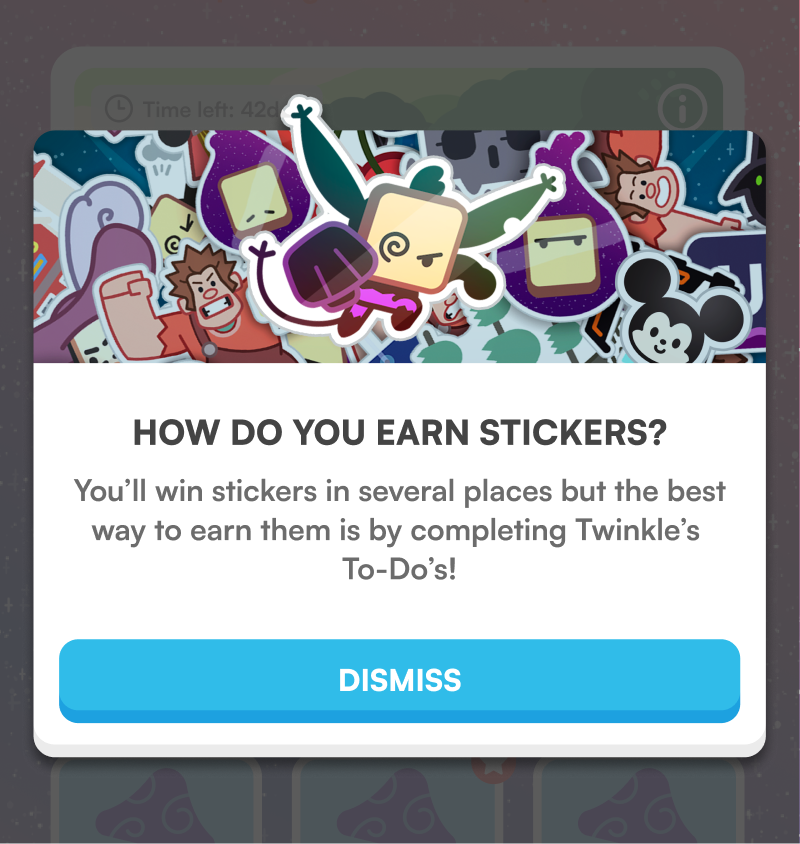 Time left: 42d
HOW DO YOU EARN STICKERS?
You’ll win stickers in several places but the best
way to earn them is by completing Twinkle’s
To-Do’s!
DISMISS